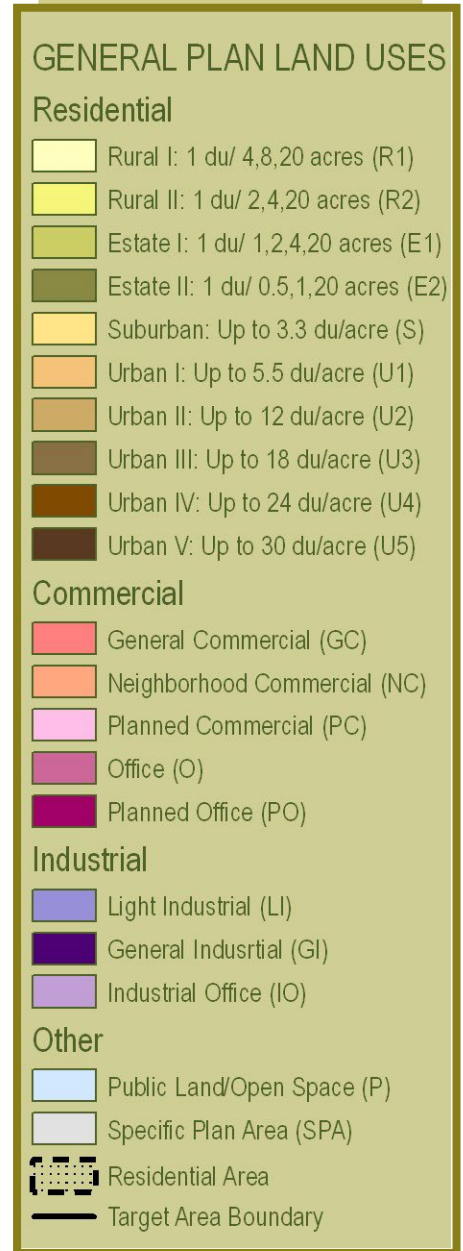 GENERAL PLAN LAND USES
Residential
Rural I: 1 du/ 4,8,20 acres (R1)
Rural II: 1 du/ 2,4,20 acres (R2)
Estate I: 1 du/ 1,2,4,20 acres (E1)
Estate II: 1 du/ 0.5,1,20 acres (E2)
Suburban: Up to 3.3 du/acre (S)
Urban I: Up to 5.5 du/acre (U1)
Urban II: Up to 12 du/acre (U2)
Urban III: Up to 18 du/acre (U3)
Urban IV: Up to 24 du/acre (U4)
Urban V: Up to 30 du/acre (U5)
Commercial
General Commercial (GC)
Neighborhood Commercial (NC)
Planned Commercial (PC)
Office (O)
Planned Office (PO)
Industrial
Light Industrial (LI)
General Indusrtial (GI)
Industrial Office (IO)
Other
Public Land/Open Space (P)
Specific Plan Area (SPA)
Residential Area
Target Area Boundary